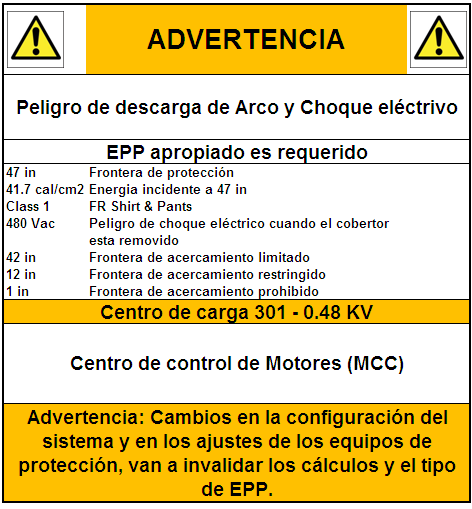 ADVERTENCIA
Peligro de descarga de Arco y Choque eléctrivo
EPP apropiado es requerido
47 in Frontera de protección
41.7 cal/cm2 Energia incidente a 47 in
Class 1 FR Shirt & Pants
480 Vac Peligro de choque eléctrico cuando el cobertor
esta removido
42 in Frontera de acercamiento limitado
12 in Frontera de acercamiento restringido
1 in Frontera de acercamiento prohibido
Centro de carga 301 - 0.48 KV
Centro de control de Motores (MCC)
Advertencia: Cambios en la configuración del
sistema y en los ajustes de los equipos de
protección, van a invalidar los cálculos y el tipo
de EPP.